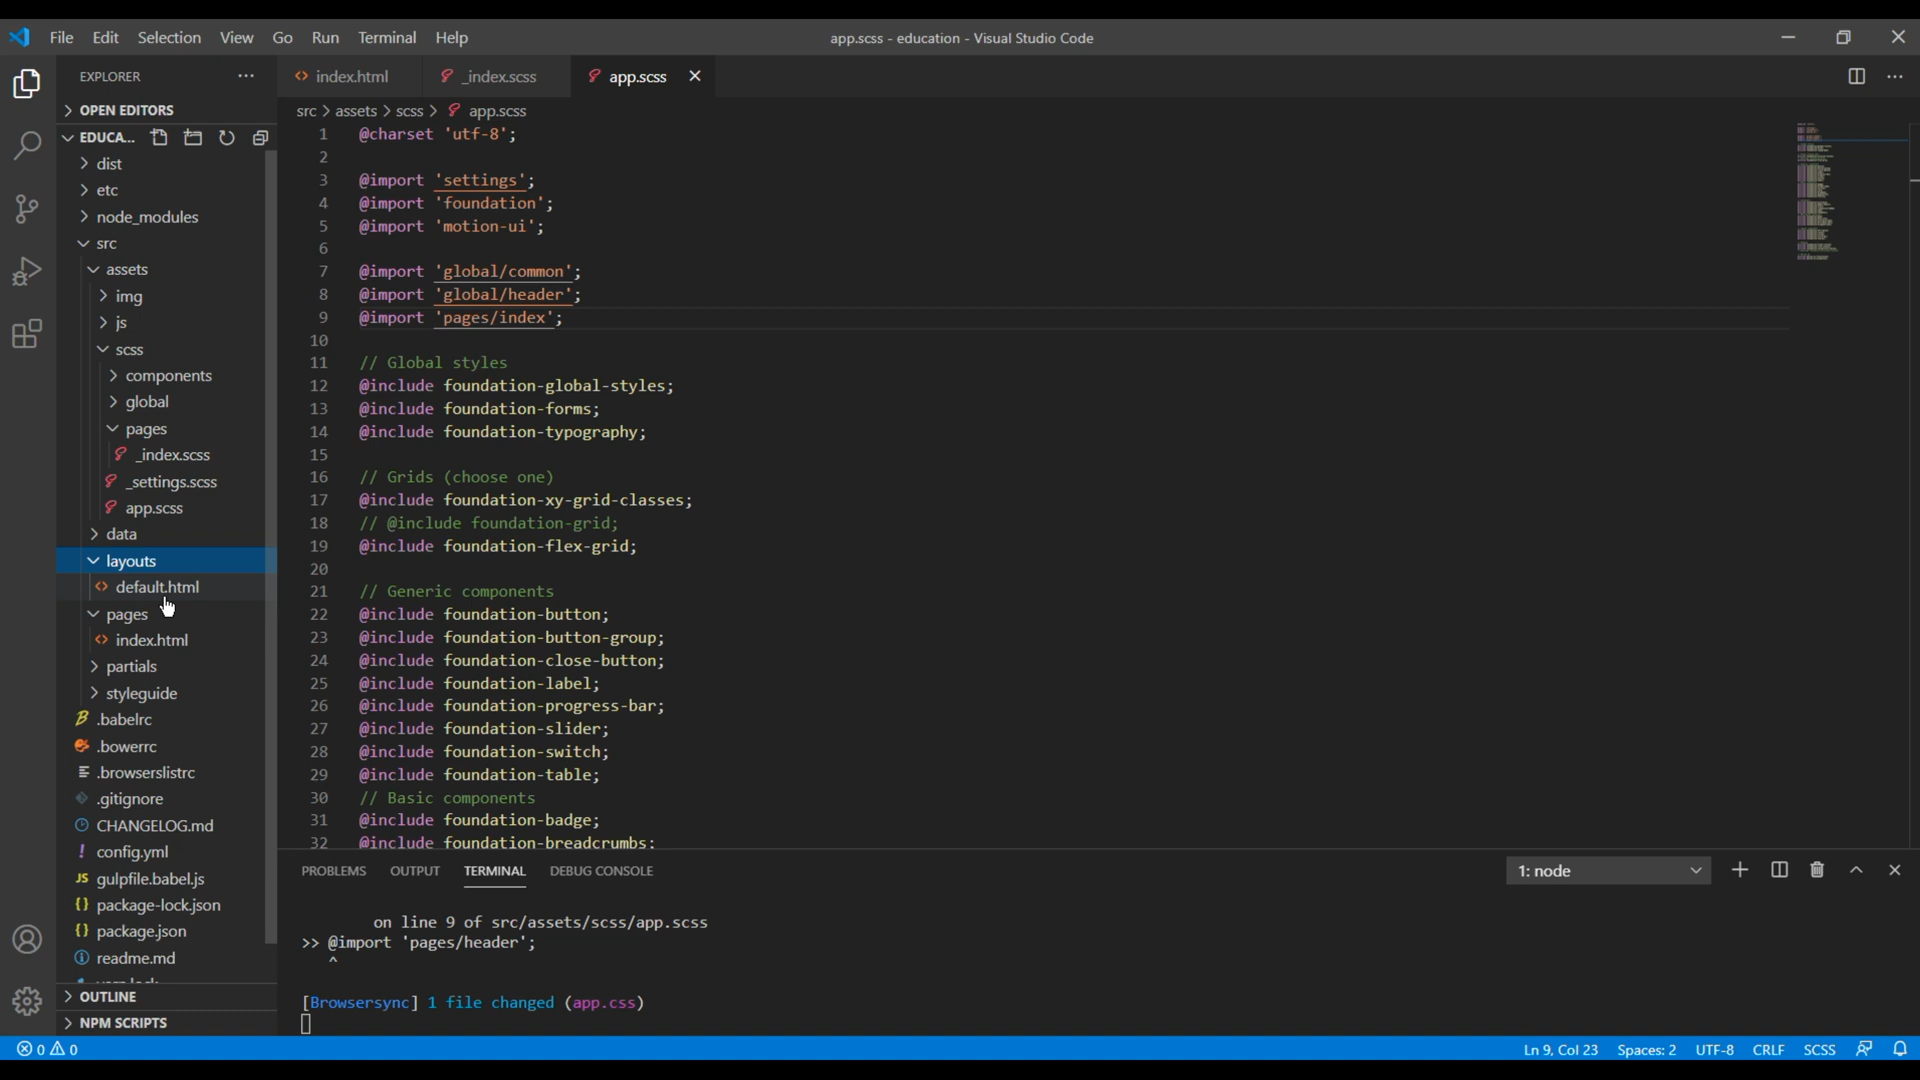 File Edit Selection View Go Run Terminal Help
app.scss - education - Visual Studio Code
EXPLORER
OPEN EDITORS
EDUCA...
dist
etc
node_modules
src
assets
img
js
scss
components
global
pages
_index.scss
_settings.scss
app.scss
data
layouts
default.html
pages
index.html
partials
styleguide
.babelrc
.bowerrc
.browserslistrc
.gitignore
CHANGELOG.md
config.yml
gulpfile.babel.js
package-lock.json
package.json
readme.md
OUTLINE
NPM SCRIPTS
index.html _index.scss app.scss
src > assets > scss > app.scss
1 @charset 'utf-8';
2
3 @import 'settings';
4 @import 'foundation';
5 @import 'motion-ui';
6
7 @import 'global/common';
8 @import 'global/header';
9 @import 'pages/index';
10
11 // Global styles
12 @include foundation-global-styles;
13 @include foundation-forms;
14 @include foundation-typography;
15
16 // Grids (choose one)
17 @include foundation-xy-grid-classes;
18 // @include foundation-grid;
19 @include foundation-flex-grid;
20
21 // Generic components
22 @include foundation-button;
23 @include foundation-button-group;
24 @include foundation-close-button;
25 @include foundation-label;
26 @include foundation-progress-bar;
27 @include foundation-slider;
28 @include foundation-switch;
29 @include foundation-table;
30 // Basic components
31 @include foundation-badge;
32 @include foundation-breadcrumbs;
PROBLEMS OUTPUT TERMINAL DEBUG CONSOLE 1: node
on line 9 of src/assets/scss/app.scss
>> @import 'pages/header';
^
[Browsersync] 1 file changed (app.css)
0 0 Ln 9, Col 23 Spaces: 2 UTF-8 CRLF SCSS